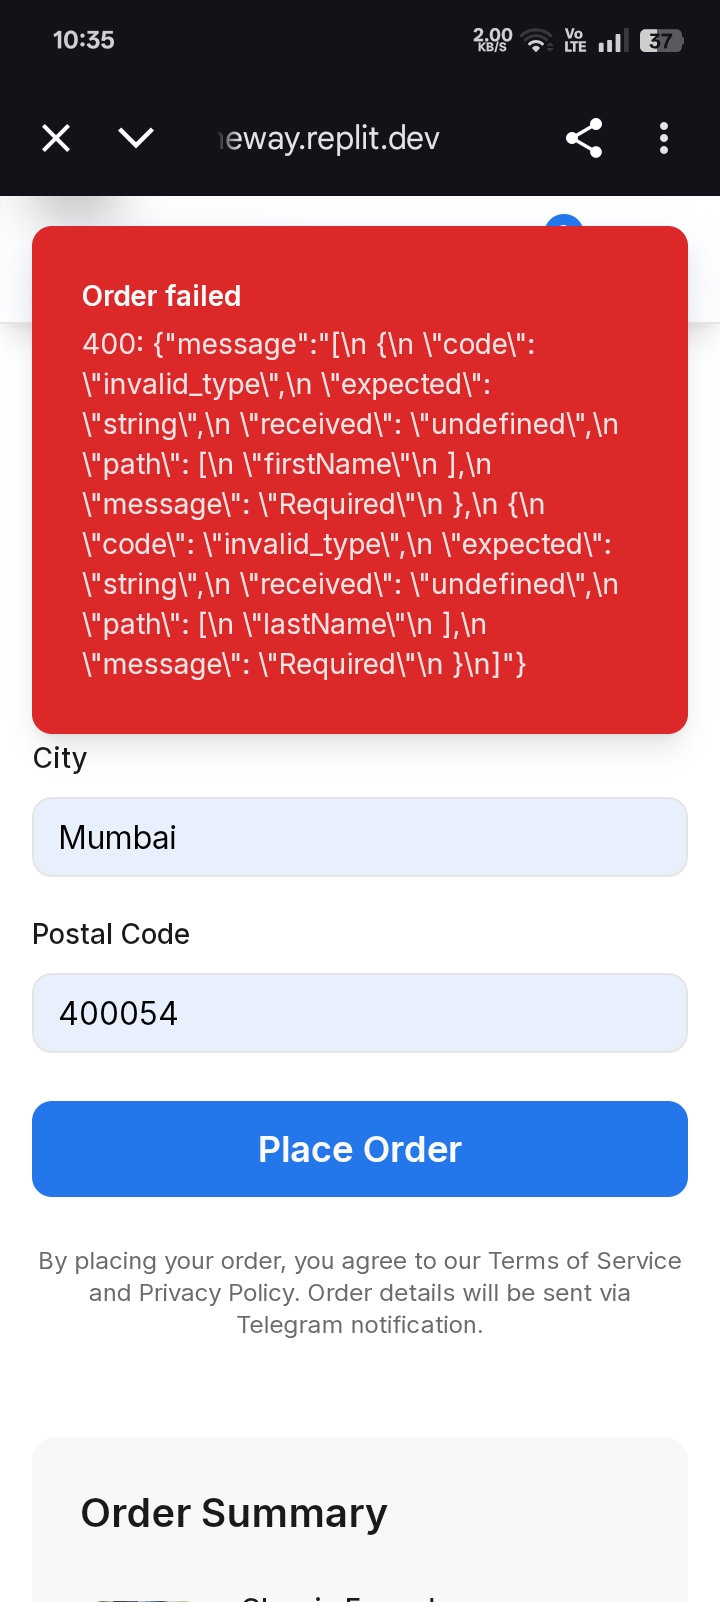 10:35
2.00
KB/S
Vo
LTE
37
eway.replit.dev
Order failed
400: {"message":"[\n {\n \"code\":
\"invalid_type\",\n \"expected\":
\"string\",\n \"received\": \"undefined\",\n
\"path\": [\n \"firstName\"\n ],\n
\"message\": \"Required\"\n },\n {\n
\"code\": \"invalid_type\",\n \"expected\":
\"string\",\n \"received\": \"undefined\",\n
\"path\": [\n \"lastName\"\n ],\n
\"message\": \"Required\"\n }\n]"}
City
Mumbai
Postal Code
400054
Place Order
By placing your order, you agree to our Terms of Service
and Privacy Policy. Order details will be sent via
Telegram notification.
Order Summary